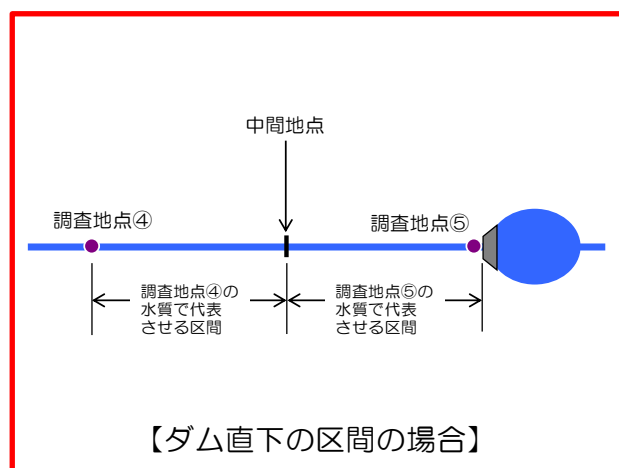 中間地点
調査地点④
調査地点⑤
調査地点④の
水質で代表
させる区間
調査地点⑤の
水質で代表
させる区間
【ダム直下の区間の場合】